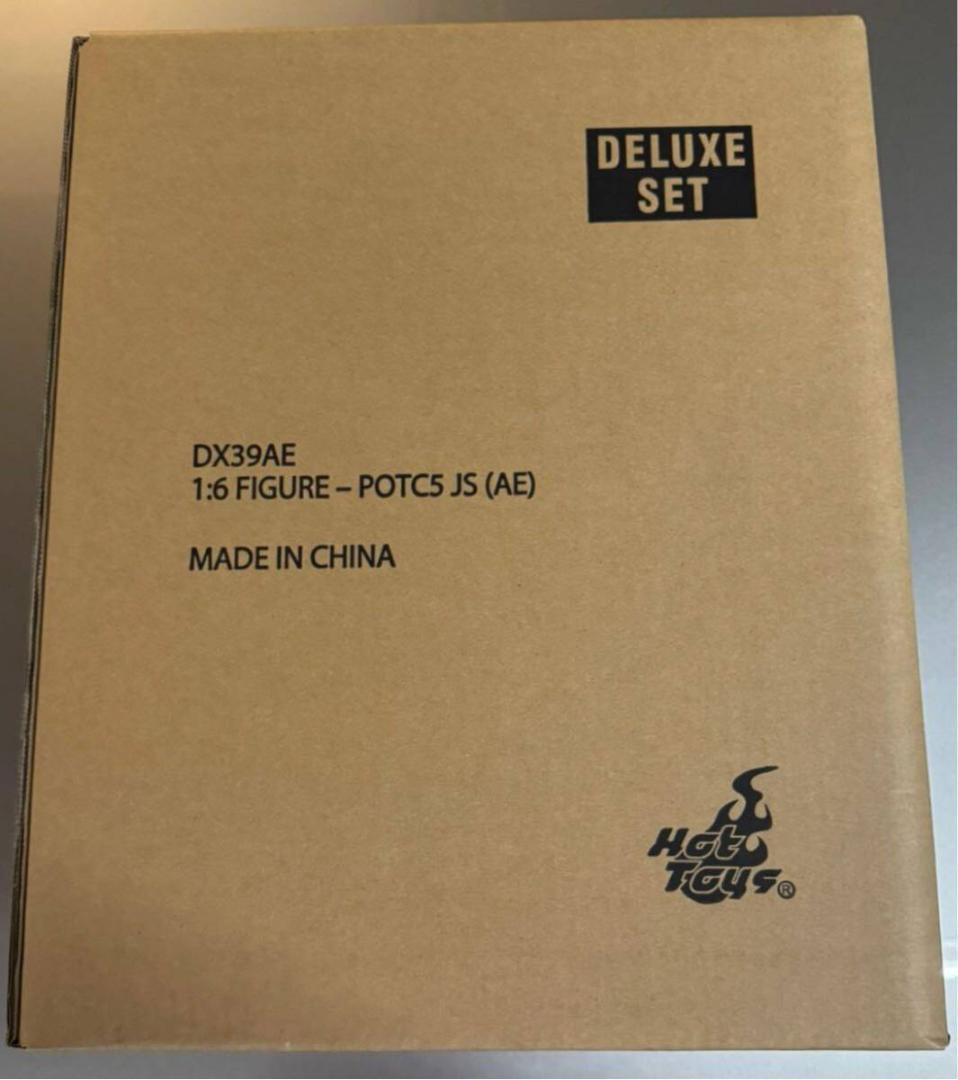 DELUXE
SET
DX39AE
1:6 FIGURE – POTC5 JS (AE)
MADE IN CHINA
Hot
Toys®